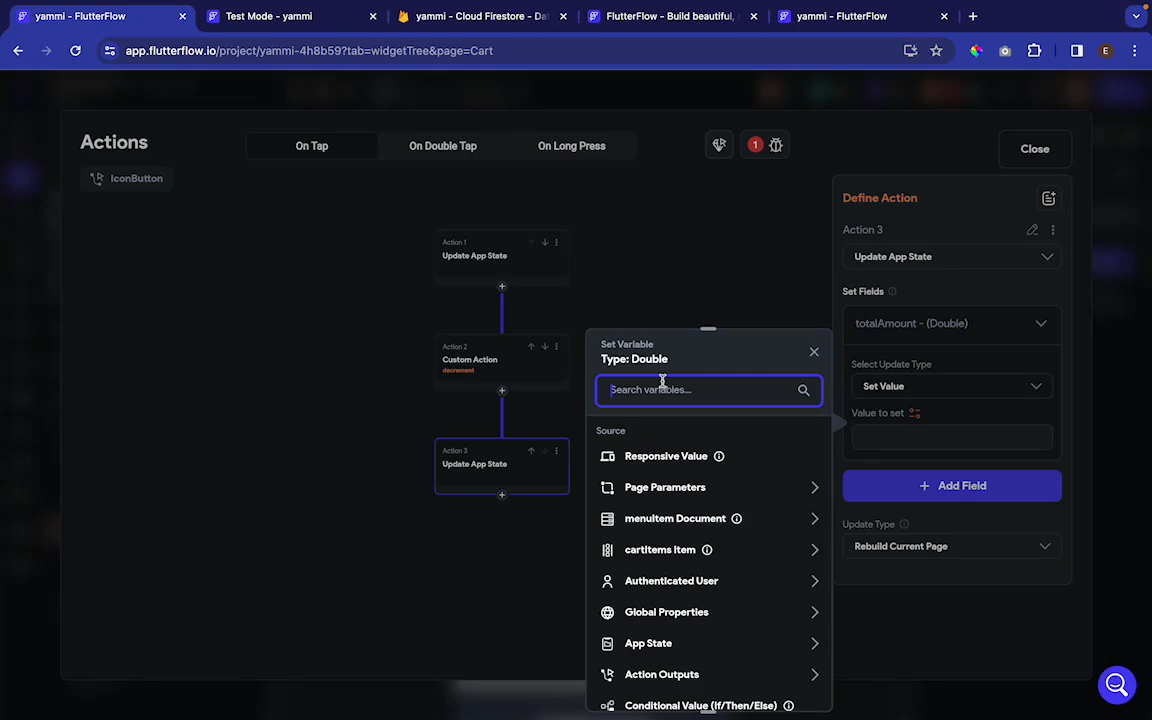 yammi - FlutterFlow
Test Mode - yammi
yammi - Cloud Firestore - Da
FlutterFlow - Build beautiful,
yammi - FlutterFlow
app.flutterflow.io/project/yammi-4h8b59?tab=widgetTree&page=Cart
E
Actions
On Tap
On Double Tap
On Long Press
1
Close
IconButton
Define Action
Action 3
Update App State
Set Fields
totalAmount - (Double)
Select Update Type
Set Value
Value to set
+ Add Field
Update Type
Rebuild Current Page
Action 1
Update App State
Action 2
Custom Action
decrement
Action 3
Update App State
Set Variable
Type: Double
Search variables...
Source
Responsive Value
Page Parameters
menuItem Document
cartItems Item
Authenticated User
Global Properties
App State
Action Outputs
Conditional Value (If/Then/Else)